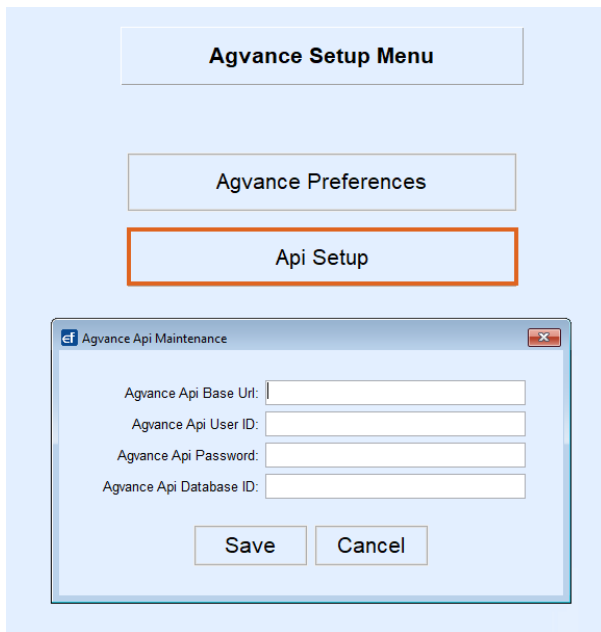 Agvance Setup Menu
Agvance Preferences
Api Setup
ef Agvance Api Maintenance
Agvance Api Base Url:
Agvance Api User ID:
Agvance Api Password:
Agvance Api Database ID:
Save Cancel